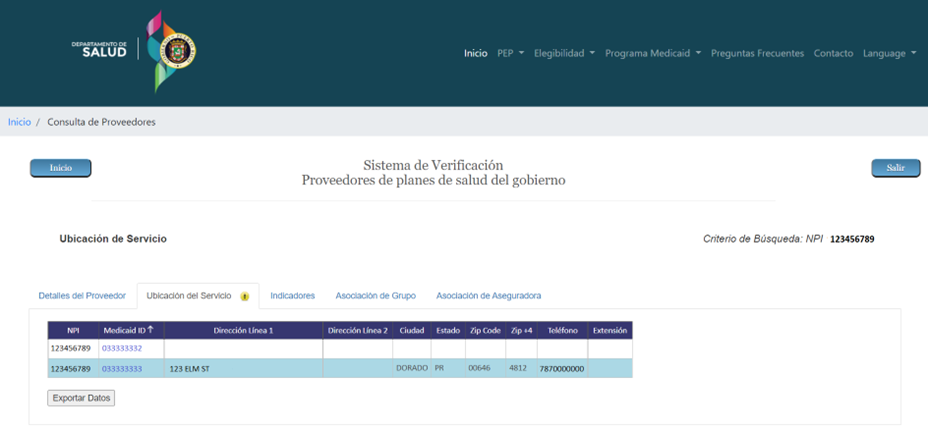 DEPARTAMENTO DE
SALUD
Inicio PEP Elegibilidad Programa Medicaid Preguntas Frecuentes Contacto Language
Inicio / Consulta de Proveedores
Inicio
Sistema de Verificación
Proveedores de planes de salud del gobierno
Salir
Ubicación de Servicio
Criterio de Búsqueda: NPI 123456789
Detalles del Proveedor Ubicación del Servicio Indicadores Asociación de Grupo Asociación de Aseguradora
NPI Medicaid ID ↑ Dirección Línea 1 Dirección Línea 2 Ciudad Estado Zip Code Zip +4 Teléfono Extensión
123456789 033333332
123456789 033333333 123 ELM ST DORADO PR 00646 4812 7870000000
Exportar Datos